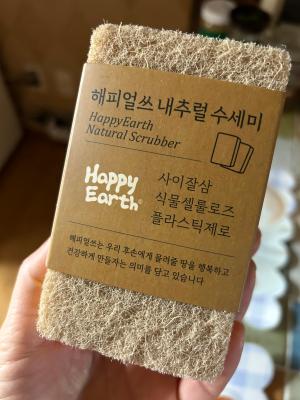 해피얼쓰 내추럴 수세미
HappyEarth
Natural Scrubber
Happy
Earth®
사이잘삼
식물셀룰로즈
플라스틱제로
해피얼쓰는 우리 후손에게 물려줄 땅을 행복하고
건강하게 만들자는 의미를 담고 있습니다